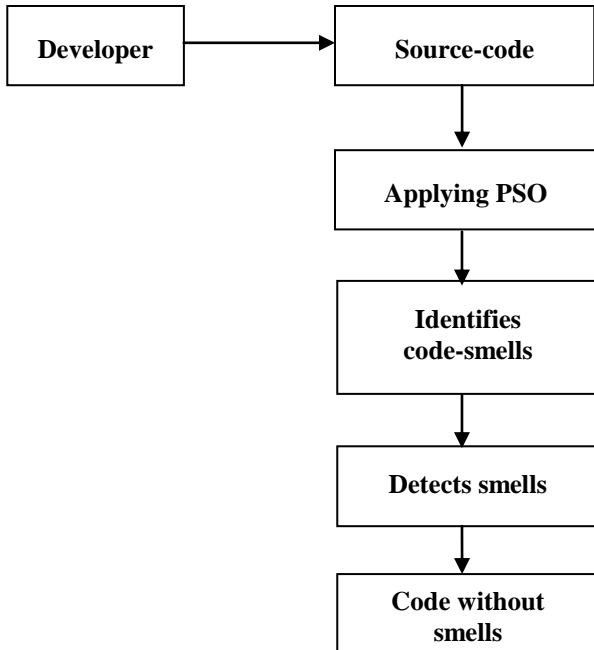 Developer
Source-code
Applying PSO
Identifies
code-smells
Detects smells
Code without
smells